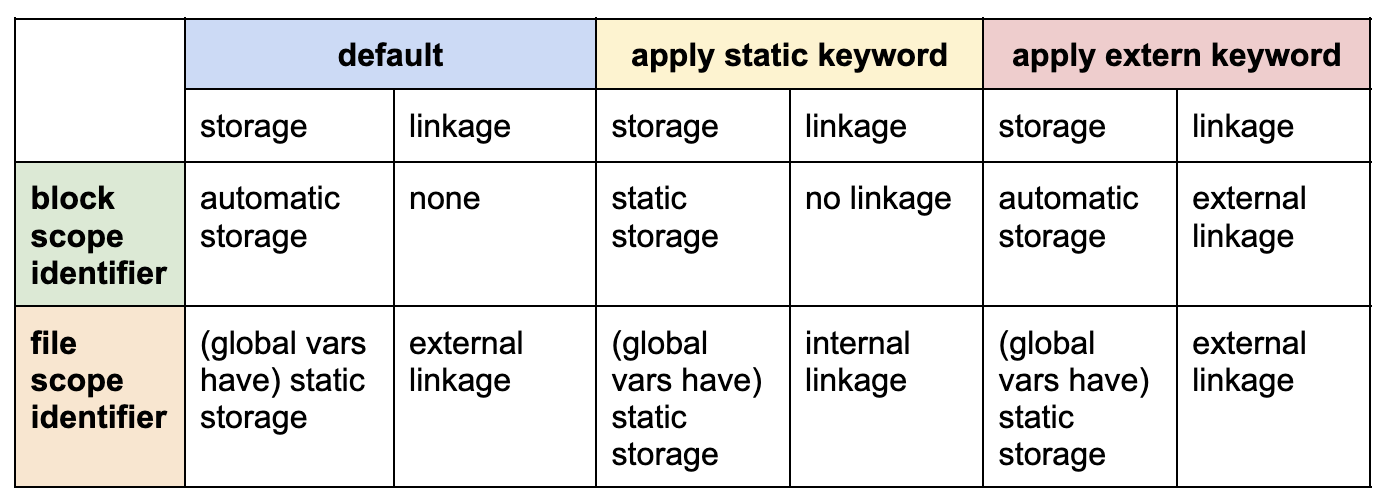 default
apply static keyword
apply extern keyword
storage
linkage
storage
linkage
storage
linkage
block
scope
identifier
automatic
storage
none
static
storage
no linkage
automatic
storage
external
linkage
file
scope
identifier
(global vars
have) static
storage
external
linkage
(global
vars have)
static
storage
internal
linkage
(global
vars have)
static
storage
external
linkage